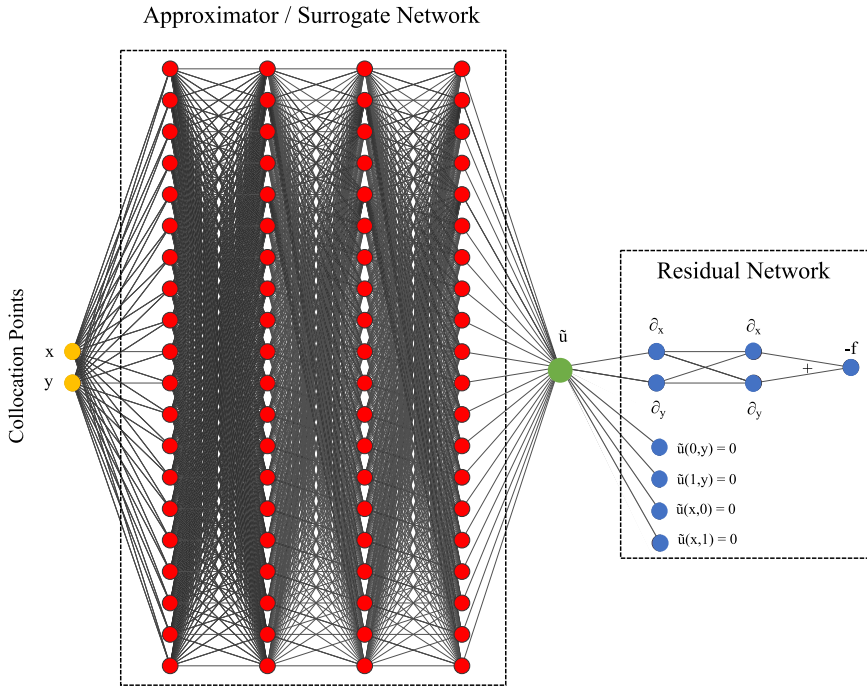 Approximator / Surrogate Network
Collocation Points
x
y
ũ
Residual Network
∂x
∂x
-f
+
∂y
∂y
ũ(0,y) = 0
ũ(1,y) = 0
ũ(x,0) = 0
ũ(x,1) = 0